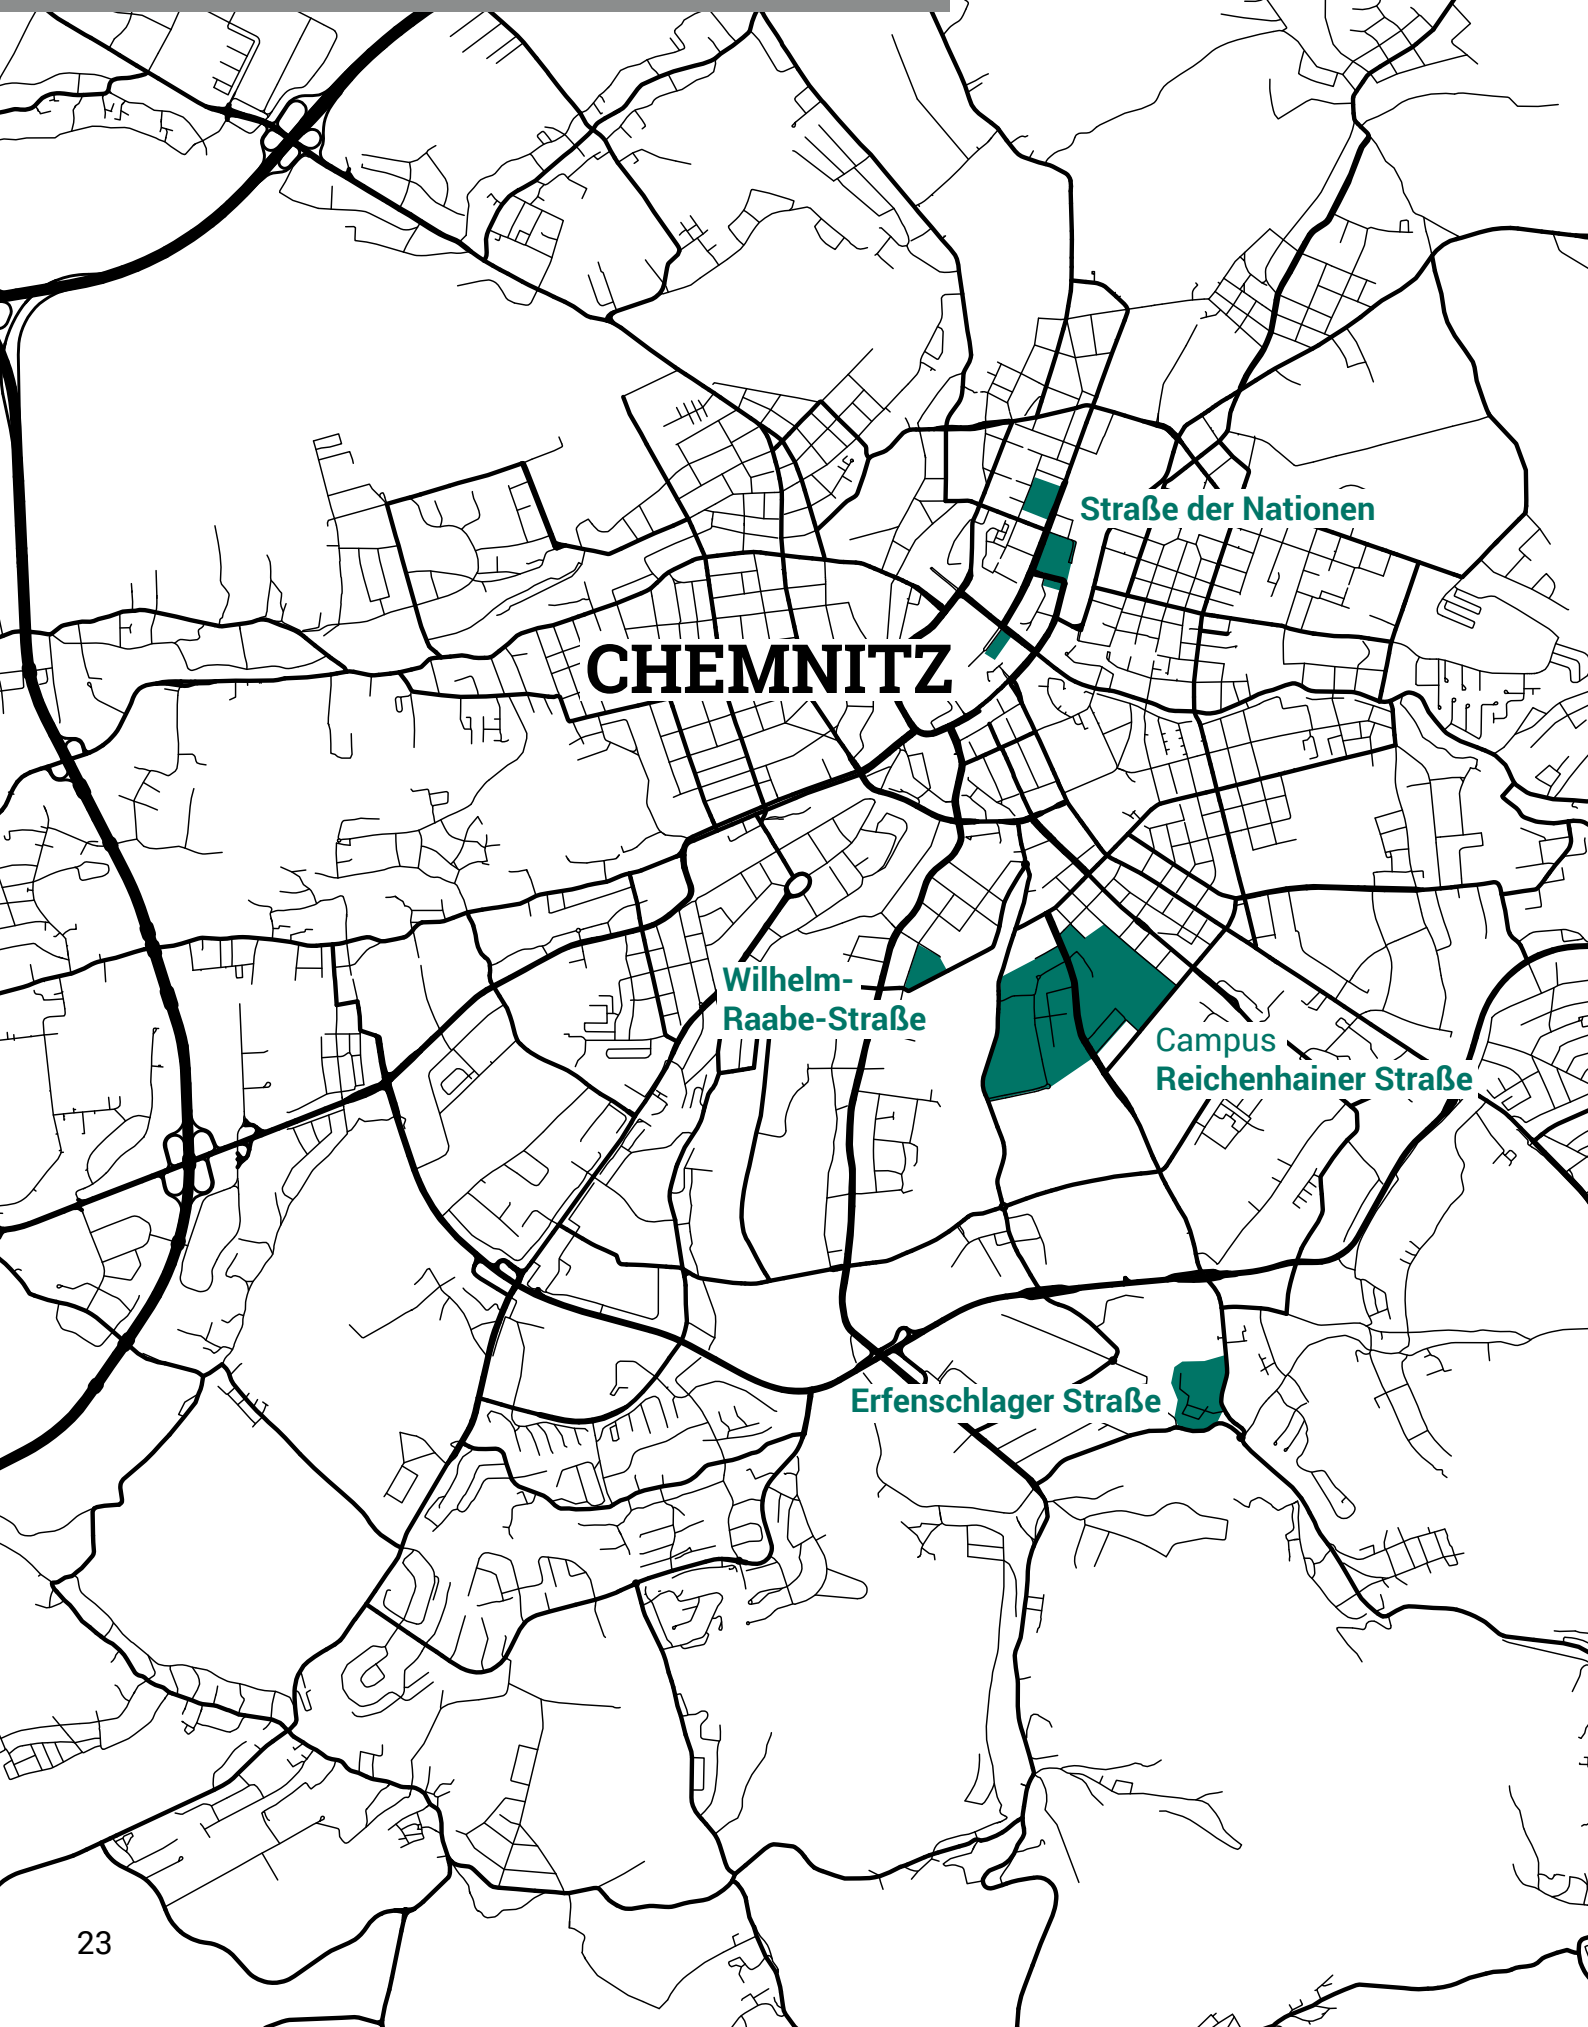 Straße der Nationen
CHEMNITZ
Wilhelm-
Raabe-Straße
Campus
Reichenhainer Straße
Erfenschlager Straße
23